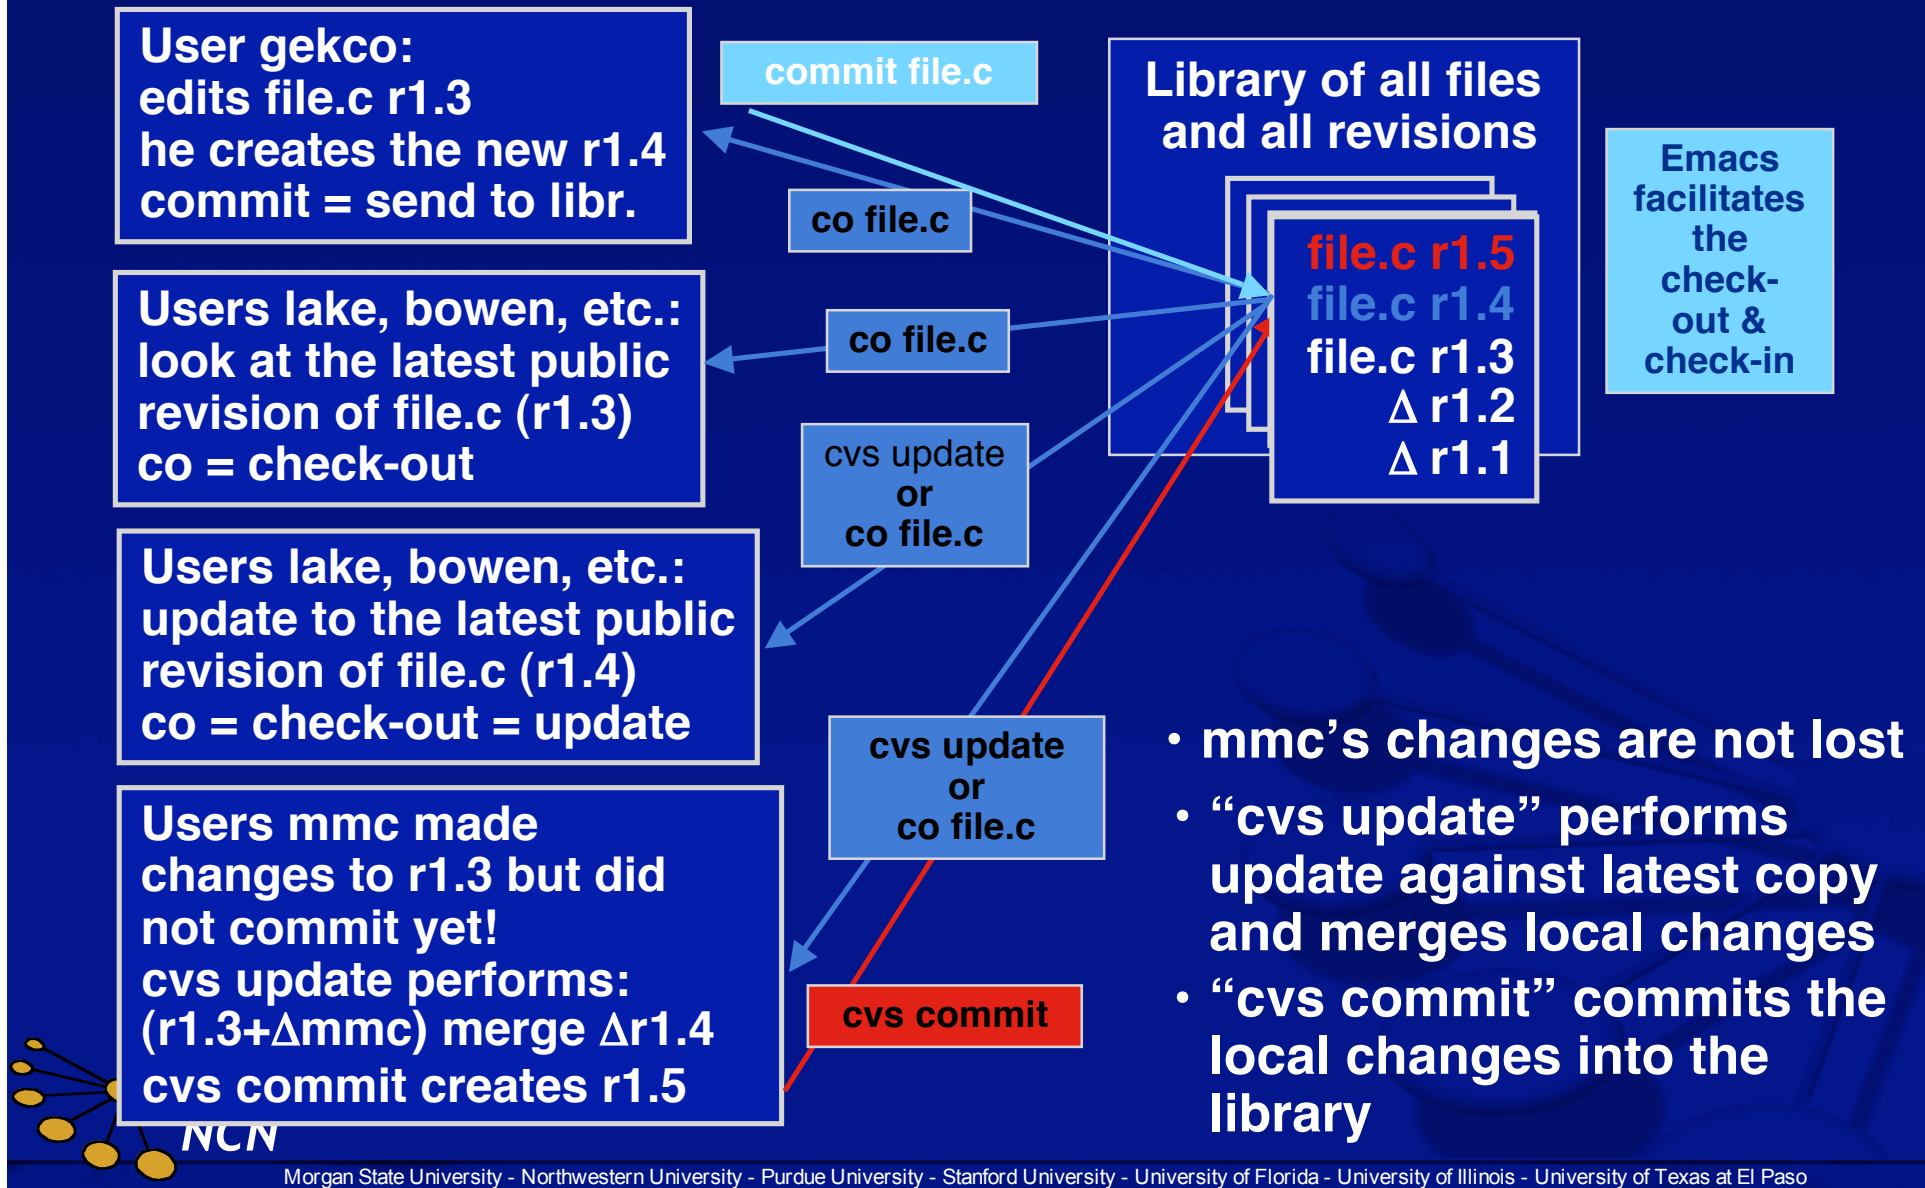 User gekco:
edits file.c r1.3
he creates the new r1.4
commit = send to libr.
commit file.c
co file.c
Library of all files
and all revisions
file.c r1.5
file.c r1.4
file.c r1.3
Δ r1.2
Δ r1.1
Emacs
facilitates
the
check-
out &
check-in
Users lake, bowen, etc.:
look at the latest public
revision of file.c (r1.3)
co = check-out
co file.c
Users lake, bowen, etc.:
update to the latest public
revision of file.c (r1.4)
co = check-out = update
cvs update
or
co file.c
Users mmc made
changes to r1.3 but did
not commit yet!
cvs update performs:
(r1.3+Δmmc) merge Δr1.4
cvs commit creates r1.5
cvs update
or
co file.c
cvs commit
• mmc’s changes are not lost
• “cvs update” performs
update against latest copy
and merges local changes
• “cvs commit” commits the
local changes into the
library
NCN
Morgan State University - Northwestern University - Purdue University - Stanford University - University of Florida - University of Illinois - University of Texas at El Paso